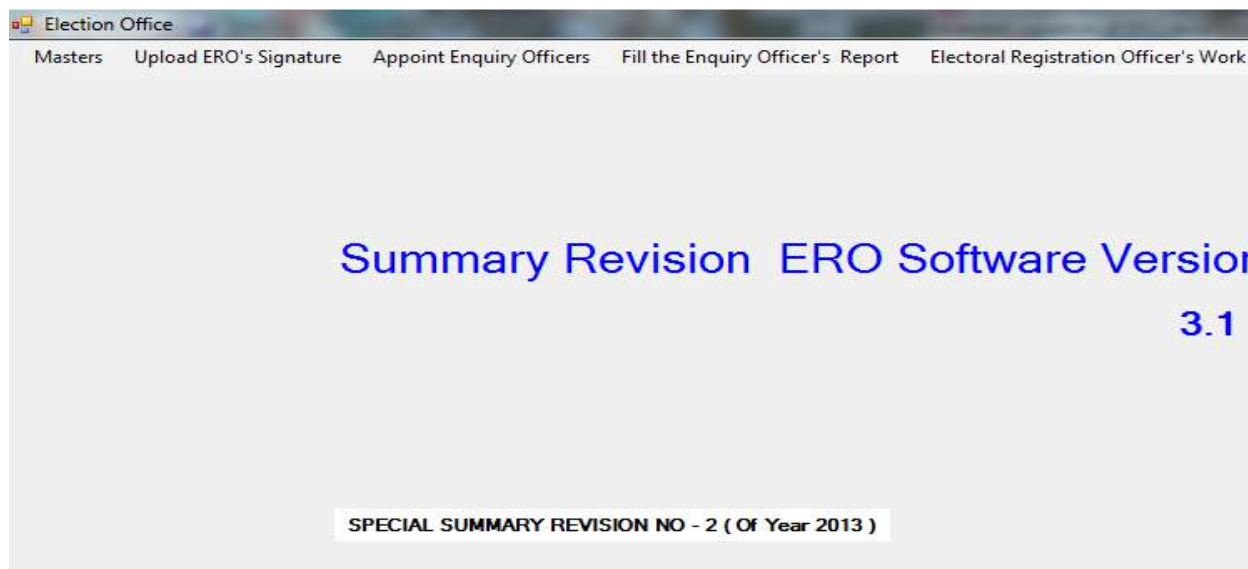 Election Office
Masters Upload ERO's Signature Appoint Enquiry Officers Fill the Enquiry Officer's Report Electoral Registration Officer's Work
Summary Revision ERO Software Version
3.1
SPECIAL SUMMARY REVISION NO - 2 ( Of Year 2013 )